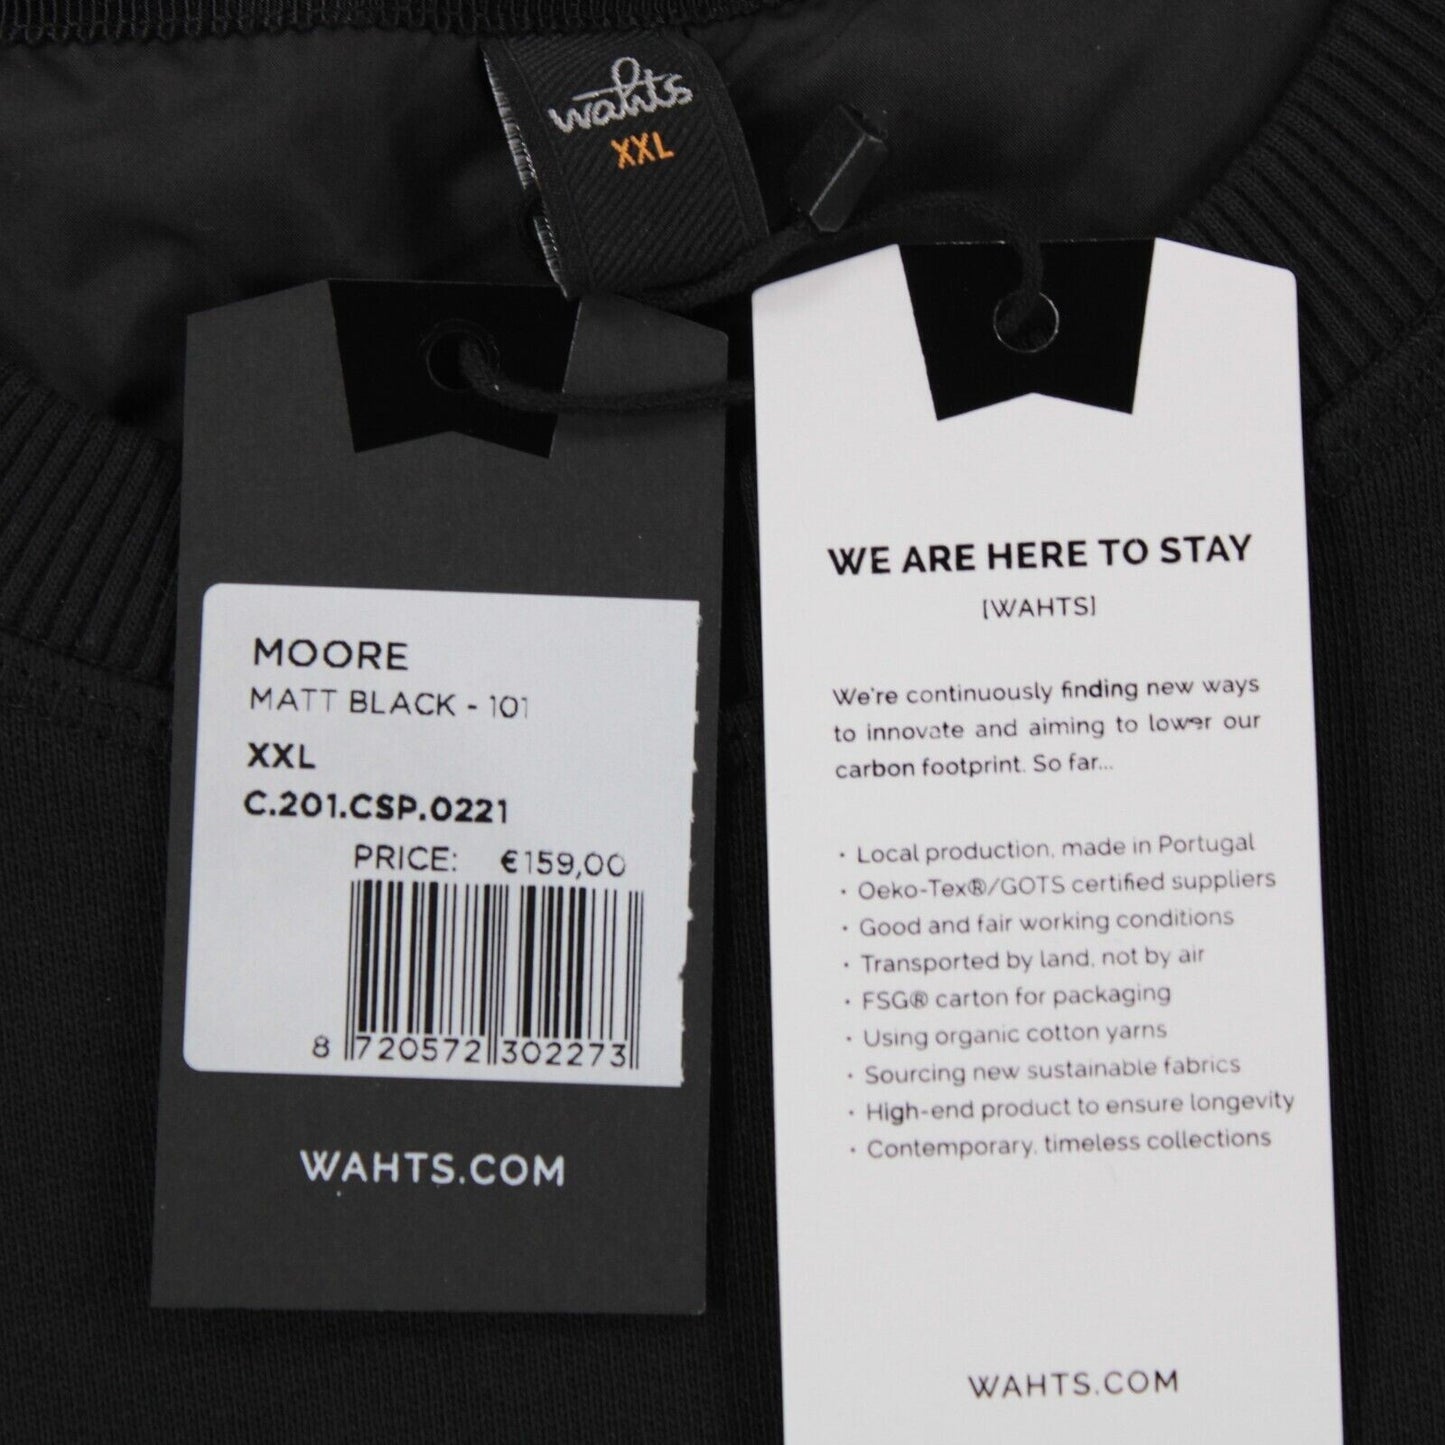 wahts
XXL
MOORE
MATT BLACK - 101
XXL
C.201.CSP.0221
PRICE: €159,00
8 720572 302273
WAHTS.COM
WE ARE HERE TO STAY
[WAHTS]
We're continuously finding new ways
to innovate and aiming to lower our
carbon footprint. So far...
• Local production, made in Portugal
• Oeko-Tex®/GOTS certified suppliers
• Good and fair working conditions
• Transported by land, not by air
• FSG® carton for packaging
• Using organic cotton yarns
• Sourcing new sustainable fabrics
• High-end product to ensure longevity
• Contemporary, timeless collections
WAHTS.COM